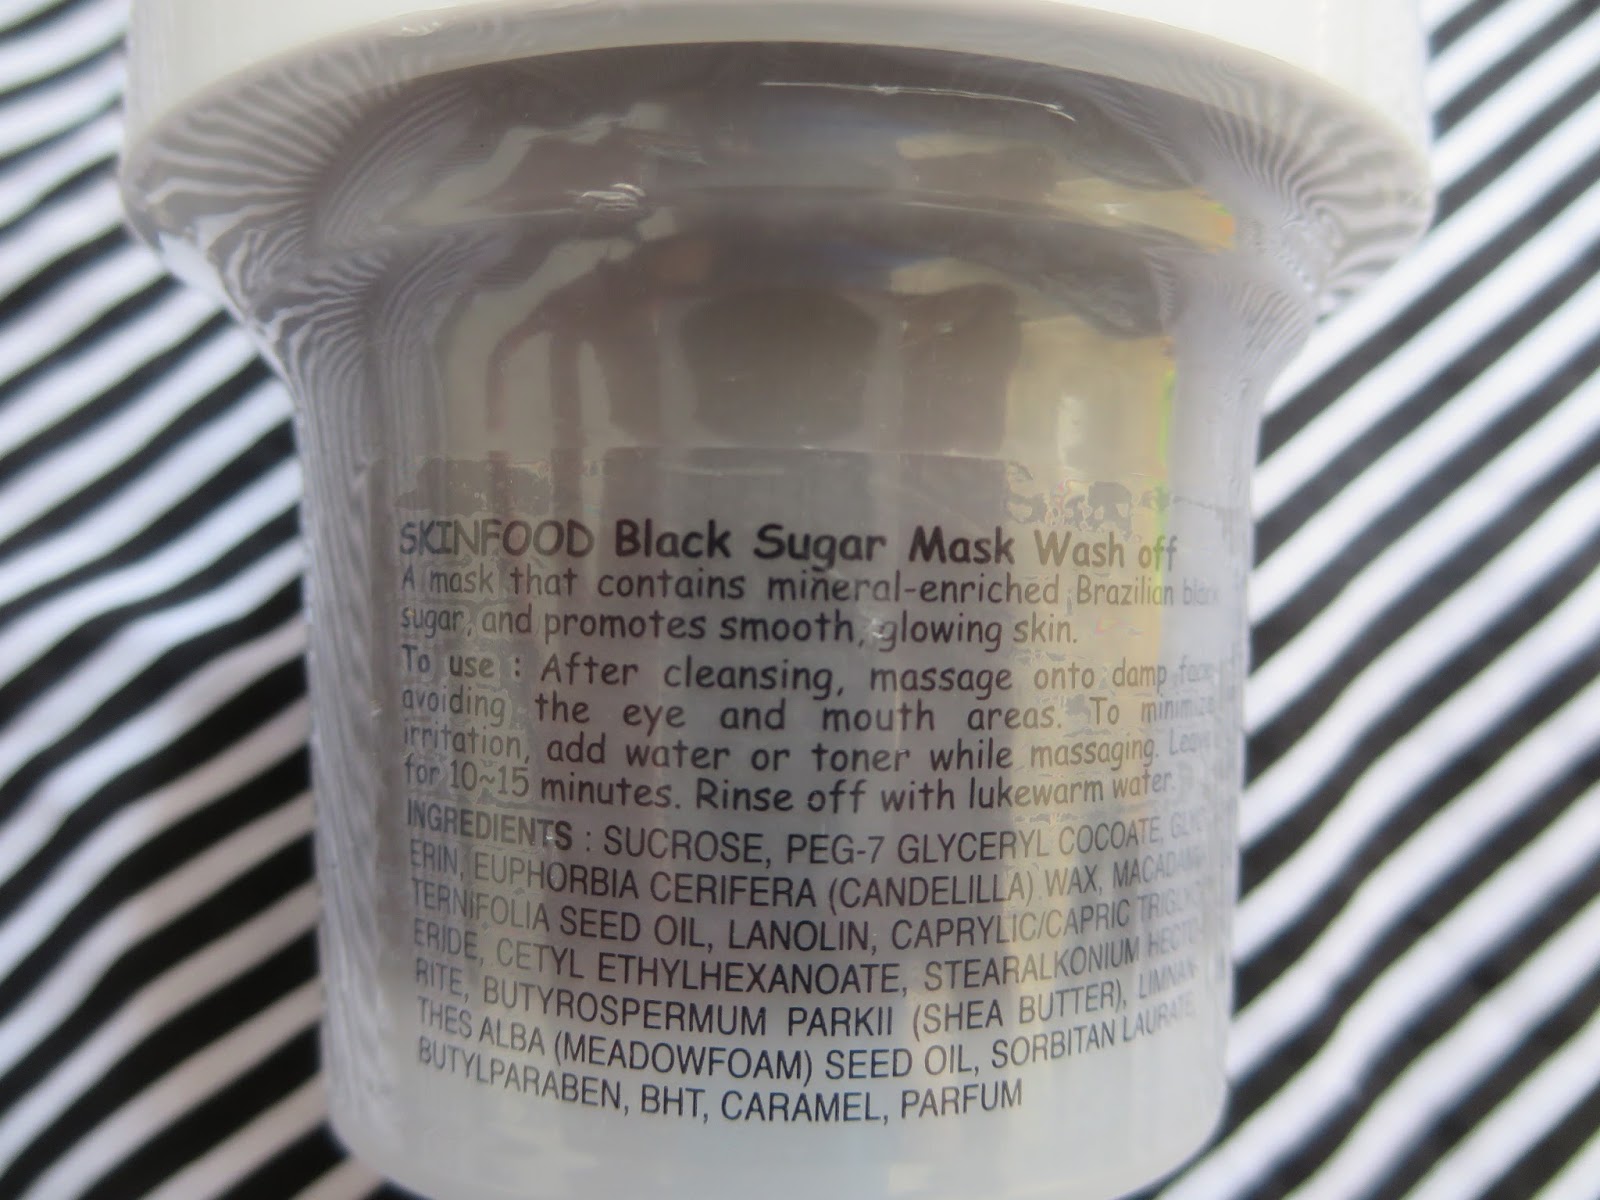 SKINFOOD Black Sugar Mask Wash off
A mask that contains mineral-enriched Brazilian black
sugar, and promotes smooth, glowing skin.
To use : After cleansing, massage onto damp face
avoiding the eye and mouth areas. To minimize
irritation, add water or toner while massaging. Leave
for 10~15 minutes. Rinse off with lukewarm water.
INGREDIENTS : SUCROSE, PEG-7 GLYCERYL COCOATE, GLYC-
ERIN, EUPHORBIA CERIFERA (CANDELILLA) WAX, MACADAMIA
TERNIFOLIA SEED OIL, LANOLIN, CAPRYLIC/CAPRIC TRIGLYC-
ERIDE, CETYL ETHYLHEXANOATE, STEARALKONIUM HECTO-
RITE, BUTYROSPERMUM PARKII (SHEA BUTTER), LIMNAN-
THES ALBA (MEADOWFOAM) SEED OIL, SORBITAN LAURATE,
BUTYLPARABEN, BHT, CARAMEL, PARFUM